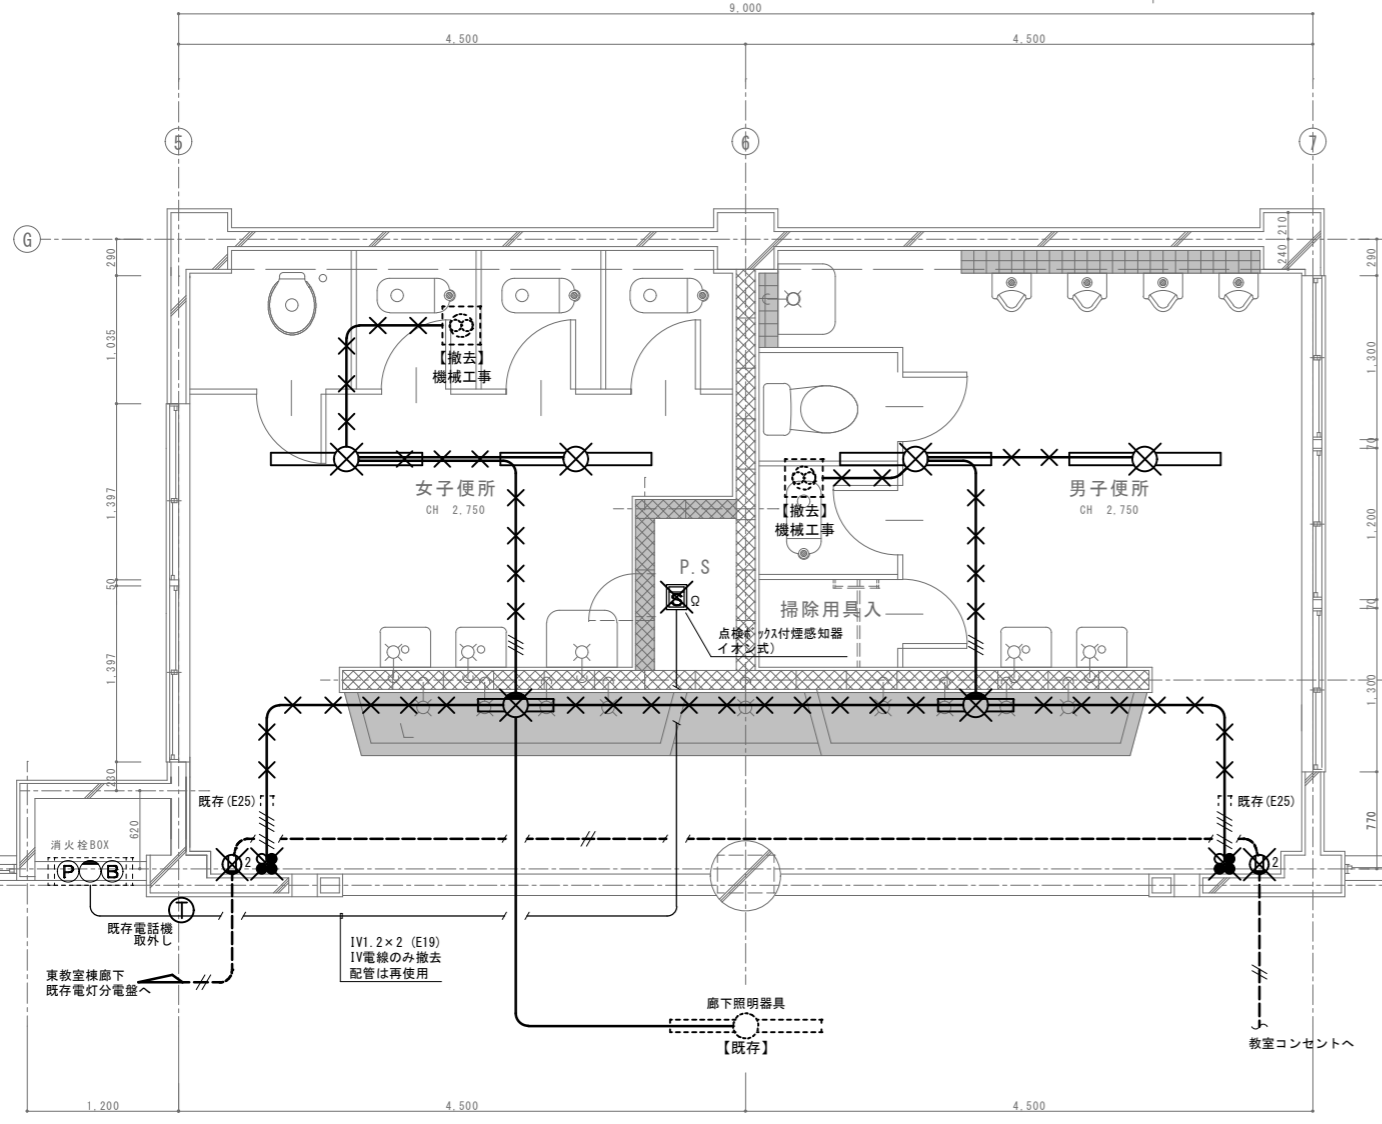 9,000
4,500
4,500
5
6
7
G
290
210
240
290
1,035
【撤去】
機械工事
1,300
70
女子便所
CH 2,750
男子便所
CH 2,750
【撤去】
機械工事
1,397
1,200
P.S
50
S
Ω
掃除用具入
70
点検ボックス付煙感知器
イオン式)
1,397
1,300
230
既存(E25)
既存(E25)
620
770
消火栓BOX
P
B
2
2
T
既存電話機
取外し
IV1.2×2 (E19)
IV電線のみ撤去
配管は再使用
東教室棟廊下
既存電灯分電盤へ
廊下照明器具
【既存】
教室コンセントへ
1,200
4,500
4,500